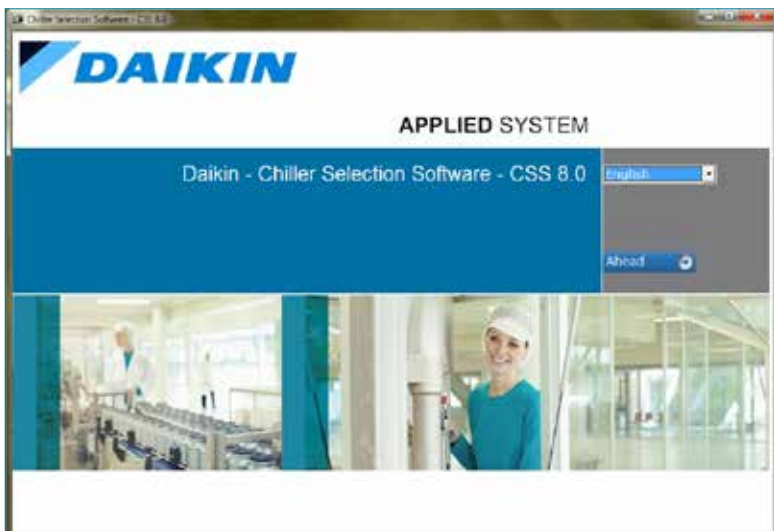 Chiller Selection Software - CSS 8.0
DAIKIN
APPLIED SYSTEM
Daikin - Chiller Selection Software - CSS 8.0
English
Ahead